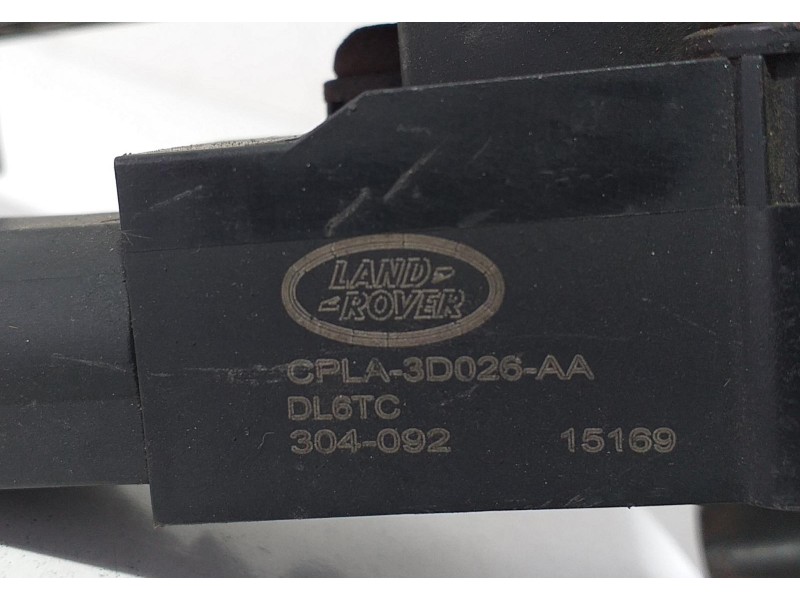 LAND
ROVER
CPLA-3D026-AA
DL6TC
304-092 15169